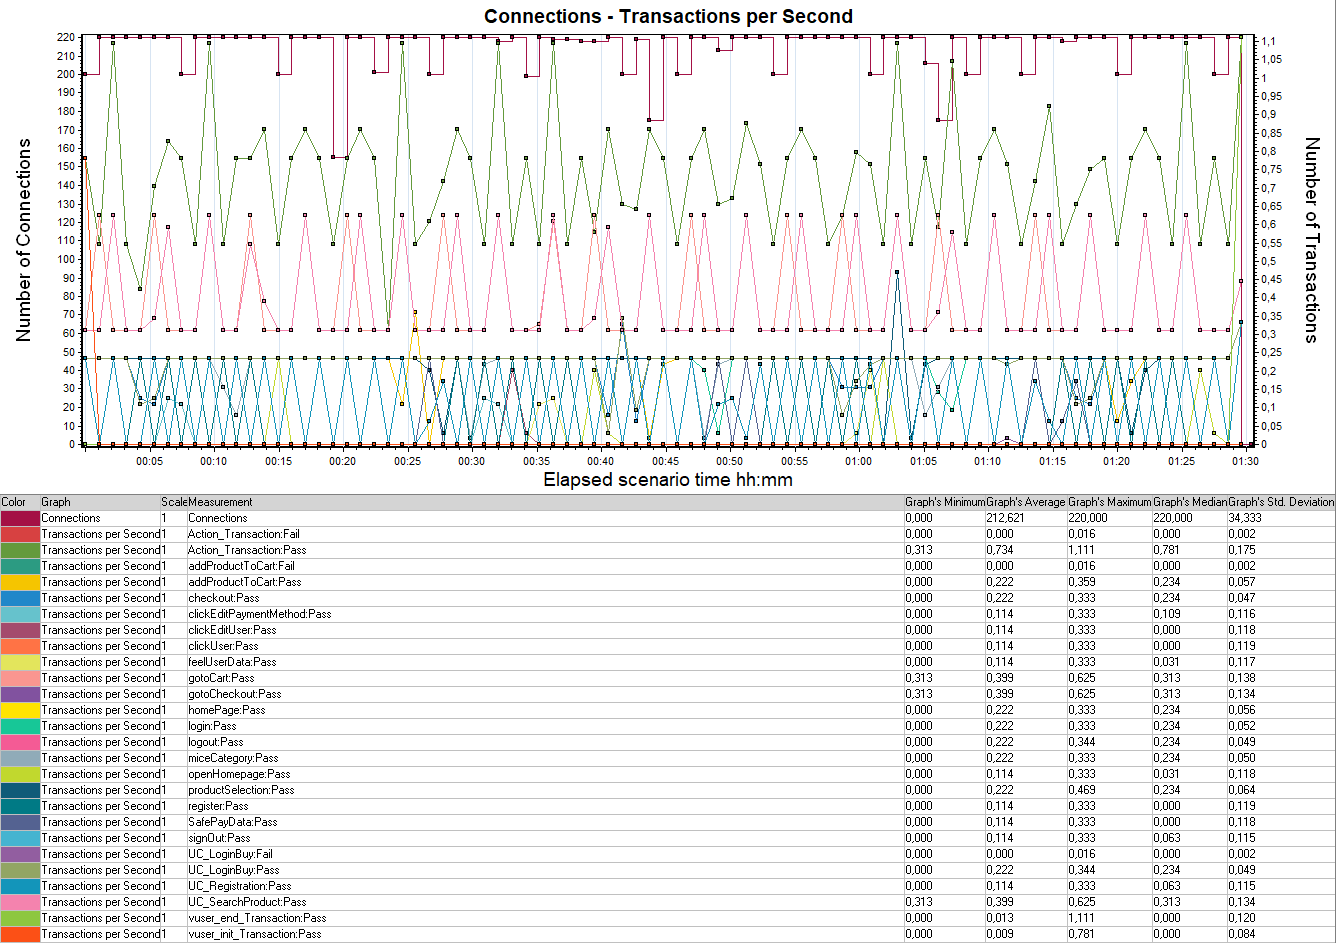 Connections - Transactions per Second
220
210
200
190
180
170
160
150
140
130
120
110
100
90
80
70
60
50
40
30
20
10
0
Number of Connections
1,1
1,05
1
0,95
0,9
0,85
0,8
0,75
0,7
0,65
0,6
0,55
0,5
0,45
0,4
0,35
0,3
0,25
0,2
0,15
0,1
0,05
0
Number of Transactions
00:05 00:10 00:15 00:20 00:25 00:30 00:35 00:40 00:45 00:50 00:55 01:00 01:05 01:10 01:15 01:20 01:25 01:30
Elapsed scenario time hh:mm
Color Graph Scale Measurement Graph's Minimum Graph's Average Graph's Maximum Graph's Median Graph's Std. Deviation
Connections 1 Connections 0,000 212,621 220,000 220,000 34,333
Transactions per Second 1 Action_Transaction:Fail 0,000 0,000 0,016 0,000 0,002
Transactions per Second 1 Action_Transaction:Pass 0,313 0,734 1,111 0,781 0,175
Transactions per Second 1 addProductToCart:Fail 0,000 0,000 0,016 0,000 0,002
Transactions per Second 1 addProductToCart:Pass 0,000 0,222 0,359 0,234 0,057
Transactions per Second 1 checkout:Pass 0,000 0,222 0,333 0,234 0,047
Transactions per Second 1 clickEditPaymentMethod:Pass 0,000 0,114 0,333 0,109 0,116
Transactions per Second 1 clickEditUser:Pass 0,000 0,114 0,333 0,000 0,118
Transactions per Second 1 clickUser:Pass 0,000 0,114 0,333 0,000 0,119
Transactions per Second 1 feelUserData:Pass 0,000 0,114 0,333 0,031 0,117
Transactions per Second 1 gotoCart:Pass 0,313 0,399 0,625 0,313 0,138
Transactions per Second 1 gotoCheckout:Pass 0,313 0,399 0,625 0,313 0,134
Transactions per Second 1 homePage:Pass 0,000 0,222 0,333 0,234 0,056
Transactions per Second 1 login:Pass 0,000 0,222 0,333 0,234 0,052
Transactions per Second 1 logout:Pass 0,000 0,222 0,344 0,234 0,049
Transactions per Second 1 miceCategory:Pass 0,000 0,222 0,333 0,234 0,050
Transactions per Second 1 openHomepage:Pass 0,000 0,114 0,333 0,031 0,118
Transactions per Second 1 productSelection:Pass 0,000 0,222 0,469 0,234 0,064
Transactions per Second 1 register:Pass 0,000 0,114 0,333 0,000 0,119
Transactions per Second 1 SafePayData:Pass 0,000 0,114 0,333 0,000 0,118
Transactions per Second 1 signOut:Pass 0,000 0,114 0,333 0,063 0,115
Transactions per Second 1 UC_LoginBuy:Fail 0,000 0,000 0,016 0,000 0,002
Transactions per Second 1 UC_LoginBuy:Pass 0,000 0,222 0,344 0,234 0,049
Transactions per Second 1 UC_Registration:Pass 0,000 0,114 0,333 0,063 0,115
Transactions per Second 1 UC_SearchProduct:Pass 0,313 0,399 0,625 0,313 0,134
Transactions per Second 1 vuser_end_Transaction:Pass 0,000 0,013 1,111 0,000 0,120
Transactions per Second 1 vuser_init_Transaction:Pass 0,000 0,009 0,781 0,000 0,084